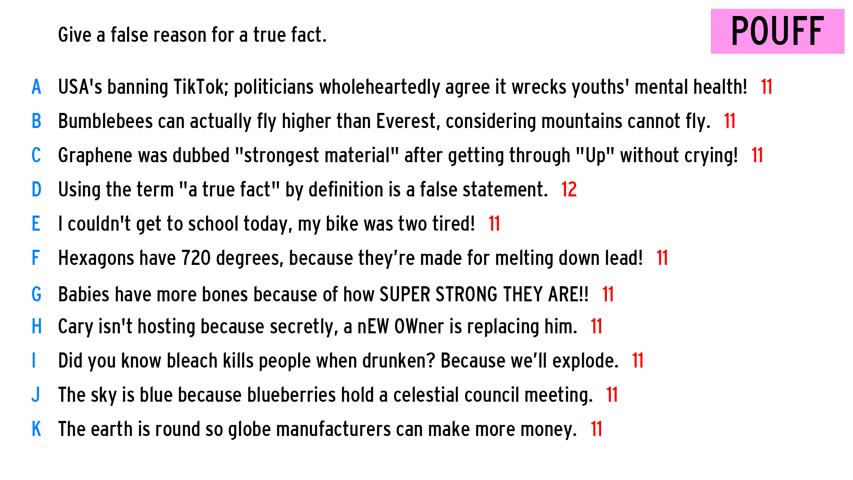 Give a false reason for a true fact.
POUFF
A USA's banning TikTok; politicians wholeheartedly agree it wrecks youths' mental health! 11
B Bumblebees can actually fly higher than Everest, considering mountains cannot fly. 11
C Graphene was dubbed "strongest material" after getting through "Up" without crying! 11
D Using the term "a true fact" by definition is a false statement. 12
E I couldn't get to school today, my bike was two tired! 11
F Hexagons have 720 degrees, because they’re made for melting down lead! 11
G Babies have more bones because of how SUPER STRONG THEY ARE!! 11
H Cary isn't hosting because secretly, a nEW OWner is replacing him. 11
I Did you know bleach kills people when drunken? Because we’ll explode. 11
J The sky is blue because blueberries hold a celestial council meeting. 11
K The earth is round so globe manufacturers can make more money. 11